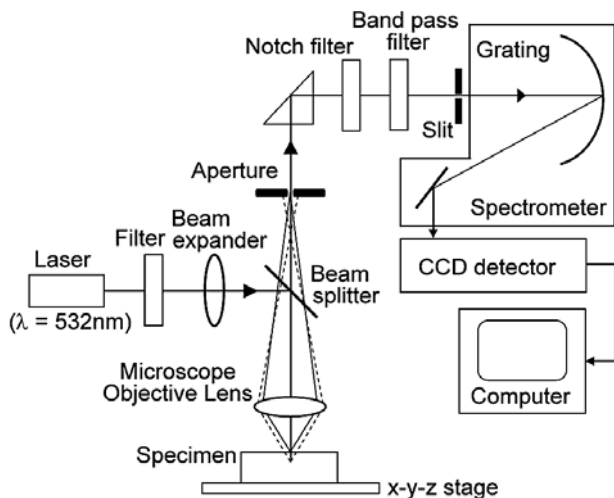 Notch filter
Band pass
filter
Grating
Slit
Aperture
Spectrometer
Beam
expander
Filter
Laser
Beam
splitter
CCD detector
(λ = 532nm)
Microscope
Objective Lens
Computer
Specimen
x-y-z stage